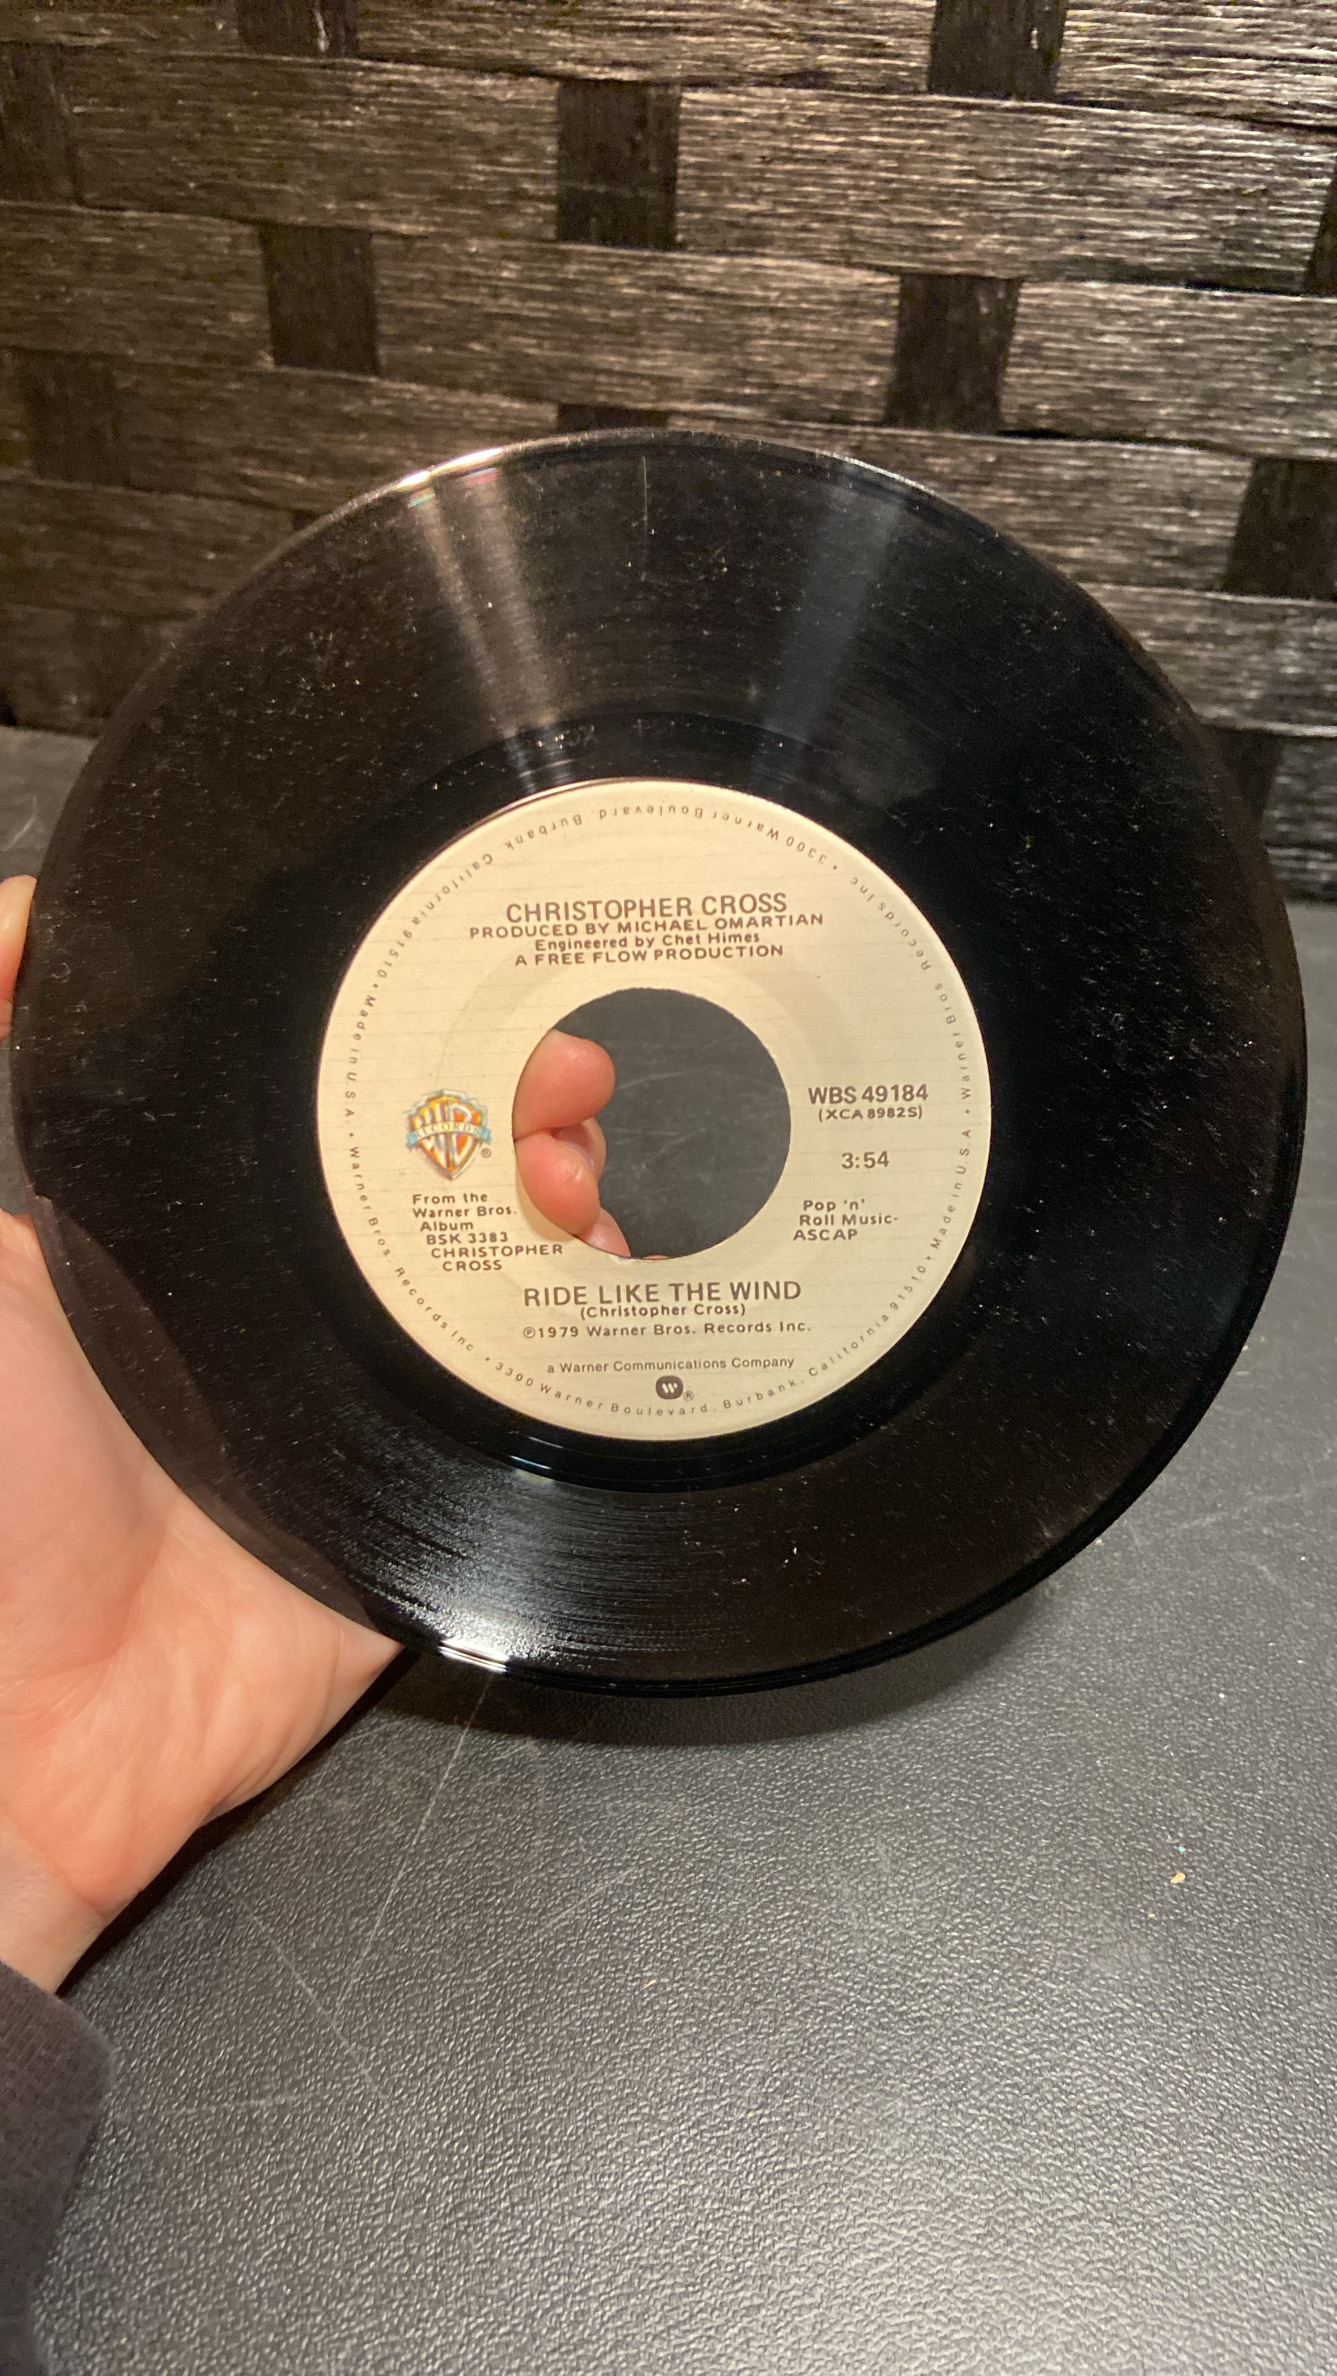 CHRISTOPHER CROSS
PRODUCED BY MICHAEL OMARTIAN
Engineered by Chet Himes
A FREE FLOW PRODUCTION
WB
RECORDS
®
From the
Warner Bros.
Album
BSK 3383
CHRISTOPHER
CROSS
WBS 49184
(XCA 8982S)
3:54
Pop 'n'
Roll Music-
ASCAP
RIDE LIKE THE WIND
(Christopher Cross)
℗1979 Warner Bros. Records Inc.
a Warner Communications Company
W®
Warner Bros. Records Inc. • 3300 Warner Boulevard, Burbank, California 91510 • Made in U.S.A. • Warner Bros Records Inc • 3300 Warner Boulevard, Burbank, California 91510 • Made in U.S.A. •